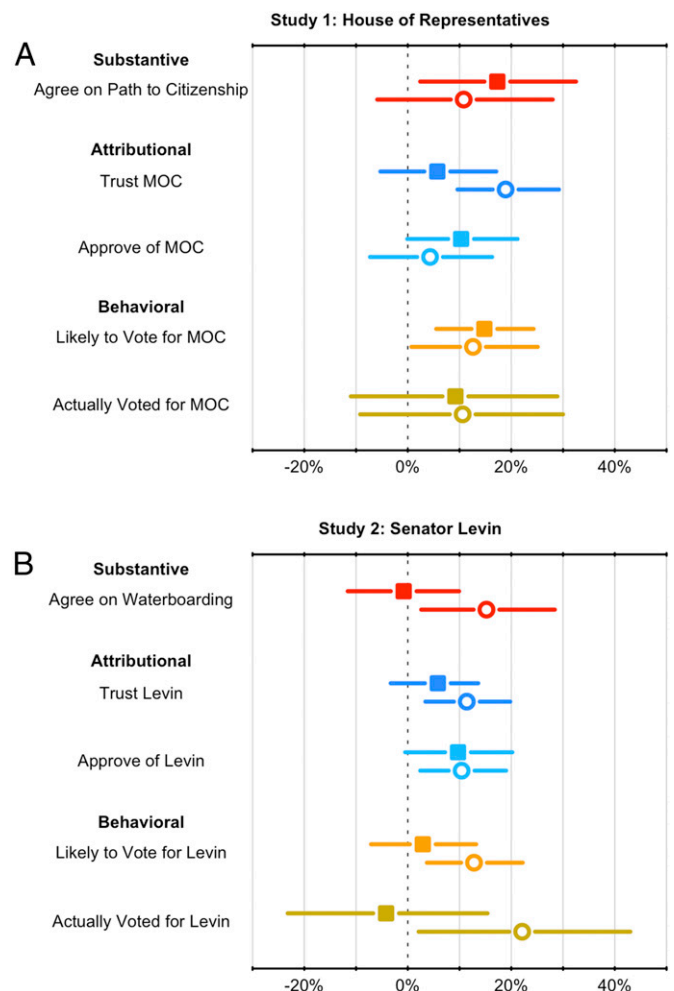 Study 1: House of Representatives
A
Substantive
Agree on Path to Citizenship
Attributional
Trust MOC
Approve of MOC
Behavioral
Likely to Vote for MOC
Actually Voted for MOC
-20% 0% 20% 40%
Study 2: Senator Levin
B
Substantive
Agree on Waterboarding
Attributional
Trust Levin
Approve of Levin
Behavioral
Likely to Vote for Levin
Actually Voted for Levin
-20% 0% 20% 40%